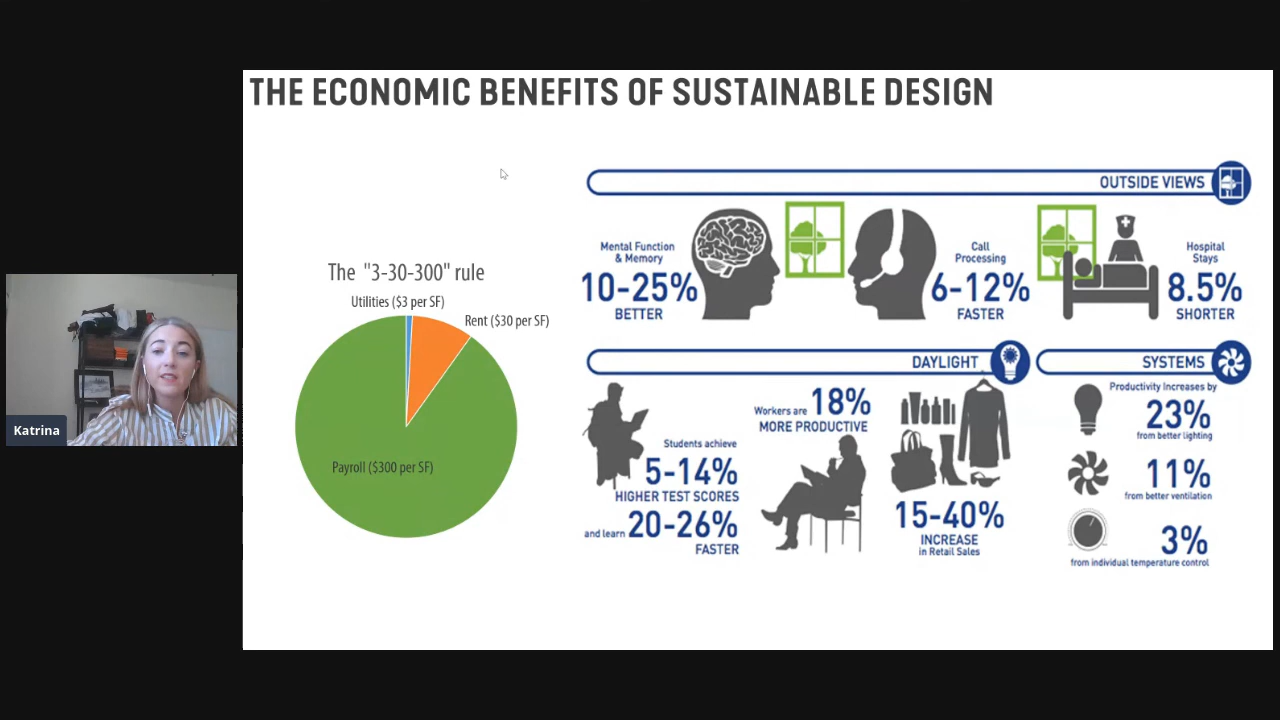 THE ECONOMIC BENEFITS OF SUSTAINABLE DESIGN
Katrina
The "3-30-300" rule
Utilities ($3 per SF)
Rent ($30 per SF)
Payroll ($300 per SF)
OUTSIDE VIEWS
Mental Function
& Memory
10-25%
BETTER
Call
Processing
6-12%
FASTER
Hospital
Stays
8.5%
SHORTER
DAYLIGHT
Students achieve
5-14%
HIGHER TEST SCORES
and learn 20-26%
FASTER
Workers are 18%
MORE PRODUCTIVE
15-40%
INCREASE
in Retail Sales
SYSTEMS
Productivity Increases by
23%
from better lighting
11%
from better ventilation
3%
from individual temperature control